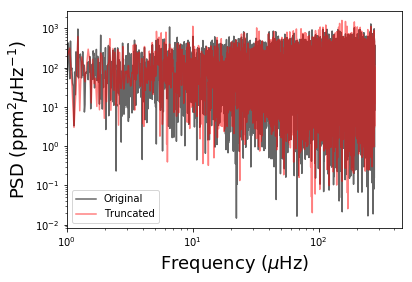 PSD (ppm²μHz⁻¹)
10³
10²
10¹
10⁰
10⁻¹
10⁻²
Original
Truncated
10⁰ 10¹ 10²
Frequency (μHz)